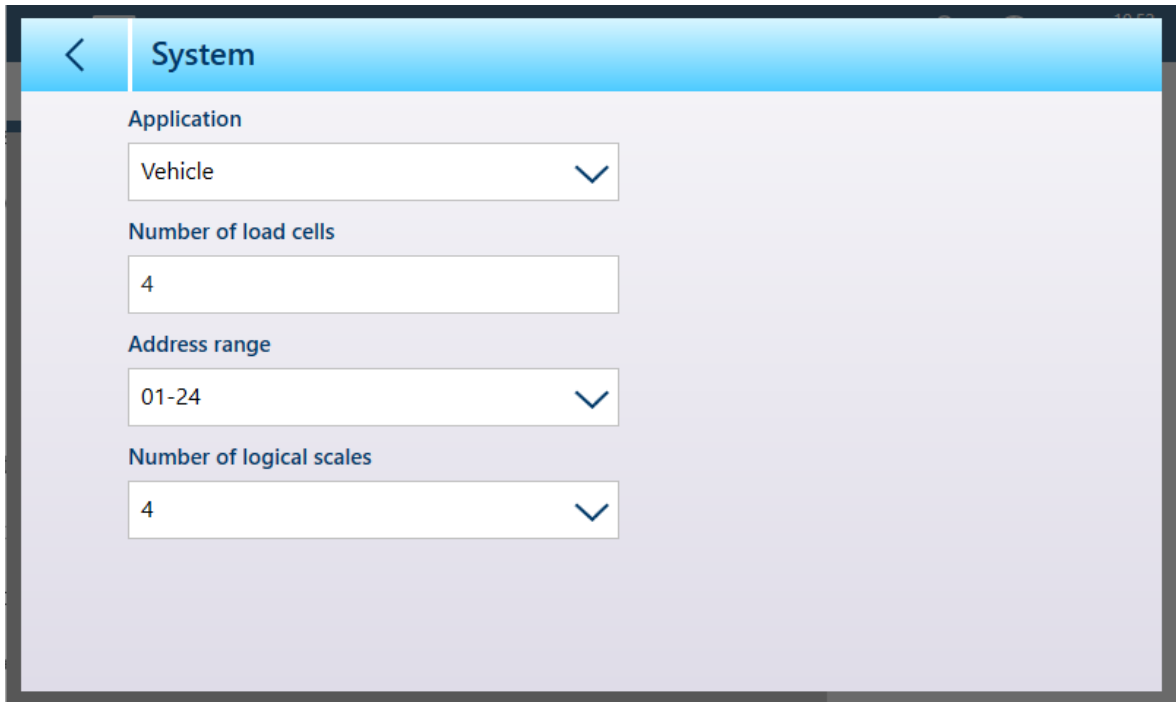 System
Application
Vehicle
Number of load cells
4
Address range
01-24
Number of logical scales
4